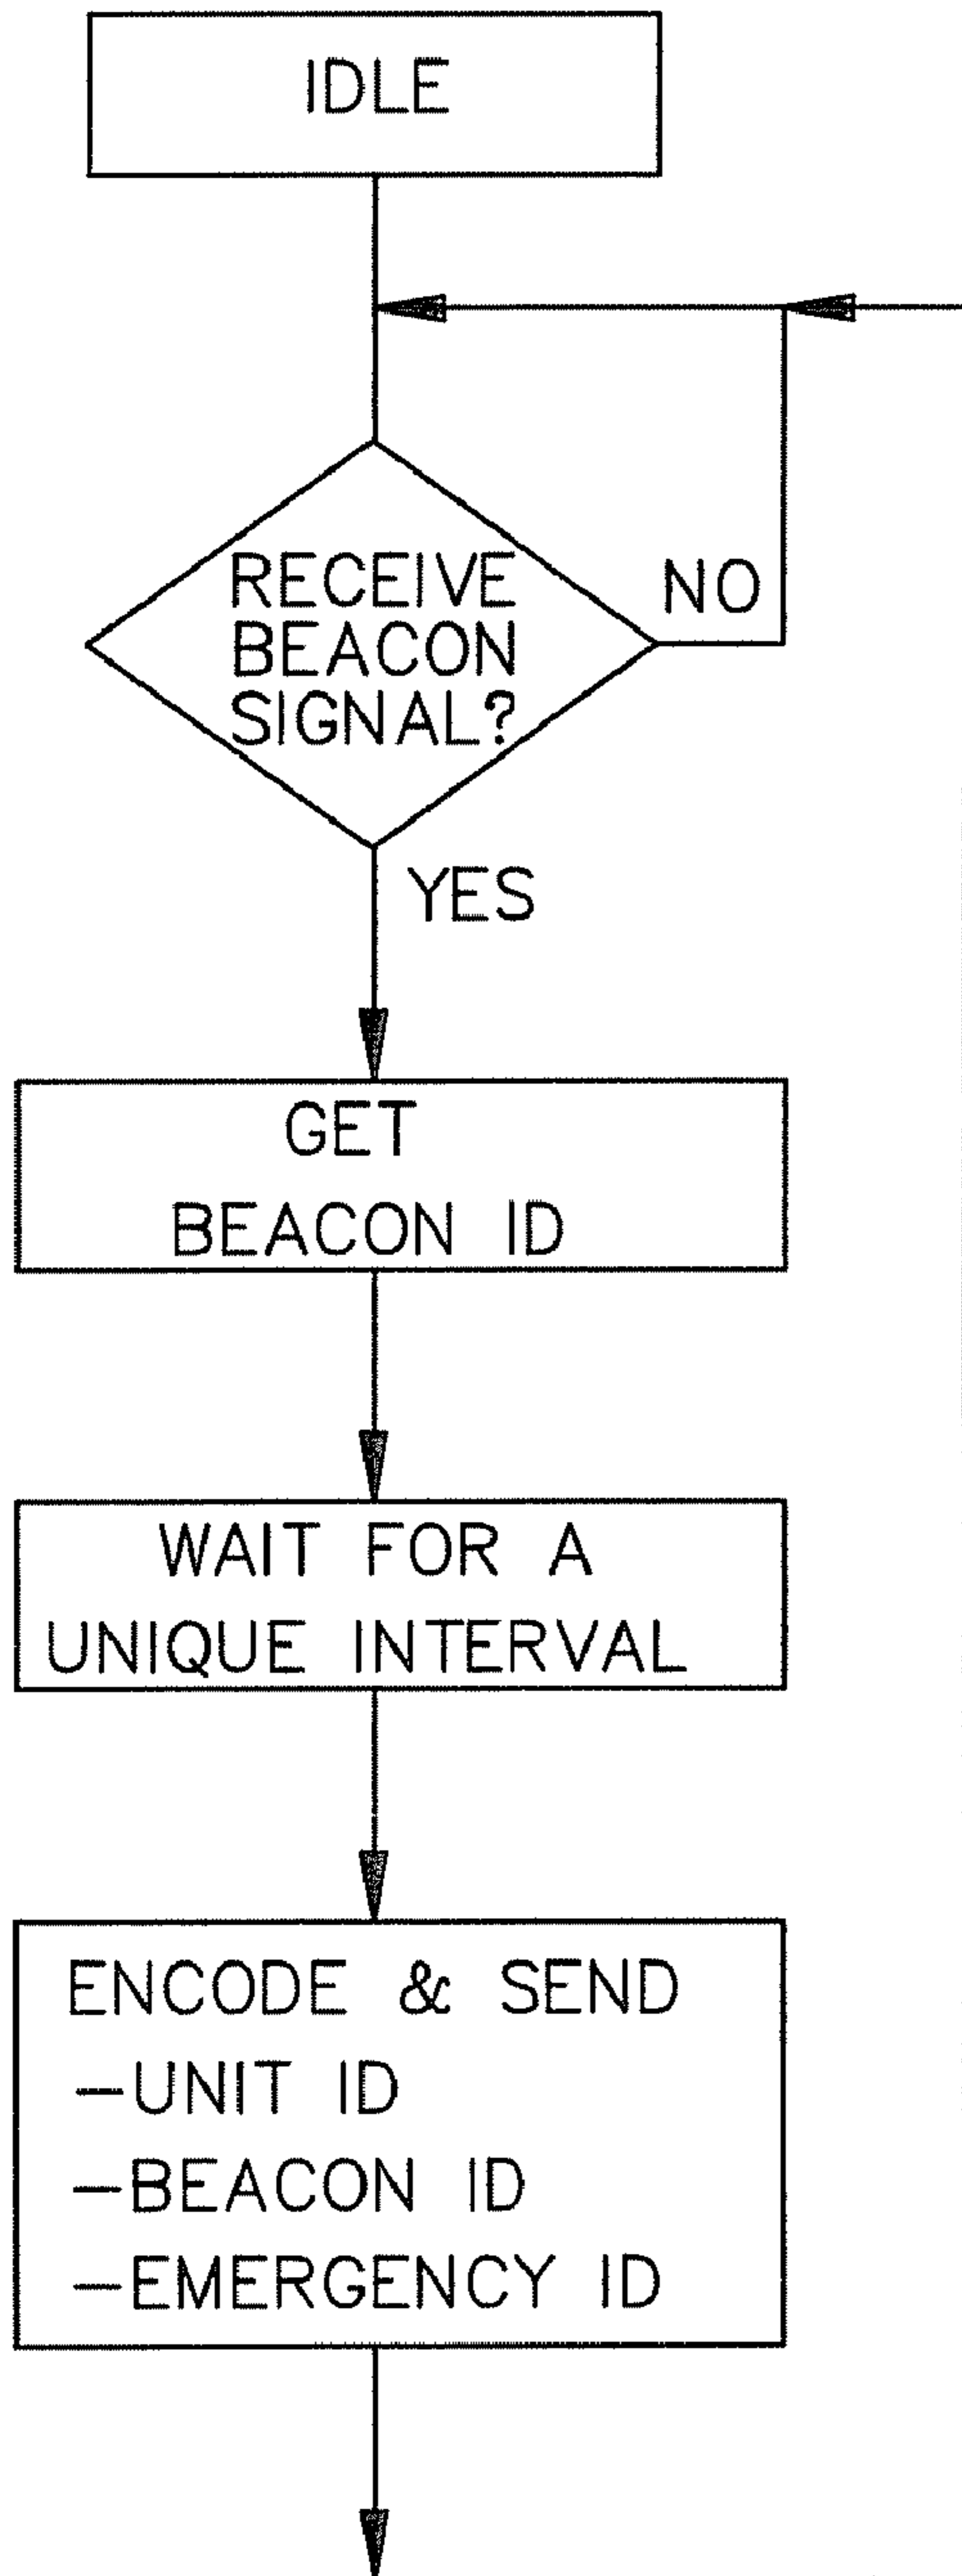 IDLE
RECEIVE
BEACON
SIGNAL?
NO
YES
GET
BEACON ID
WAIT FOR A
UNIQUE INTERVAL
ENCODE & SEND
-UNIT ID
-BEACON ID
-EMERGENCY ID